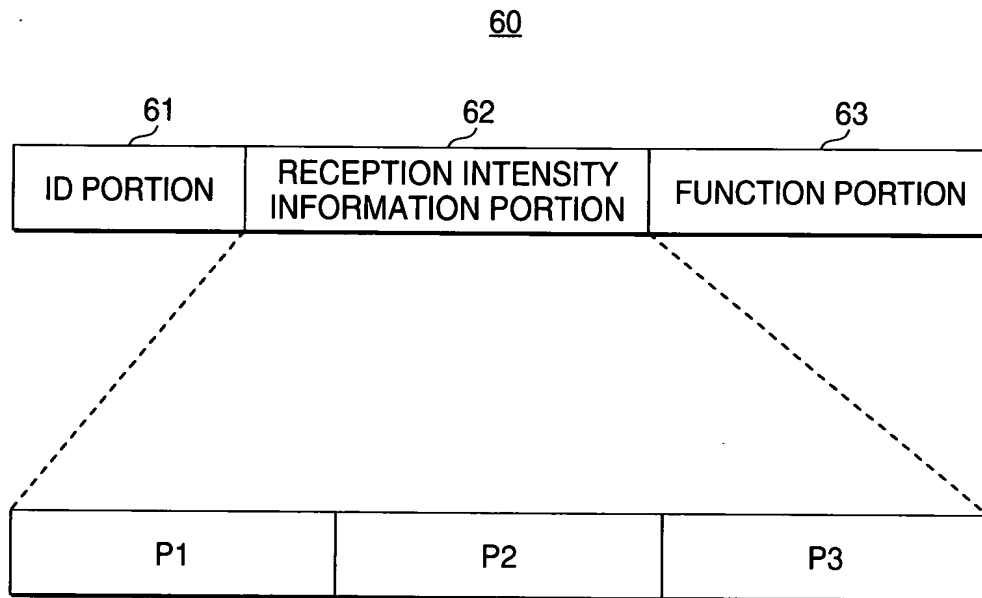 60
61
62
63
ID PORTION
RECEPTION INTENSITY
INFORMATION PORTION
FUNCTION PORTION
P1
P2
P3